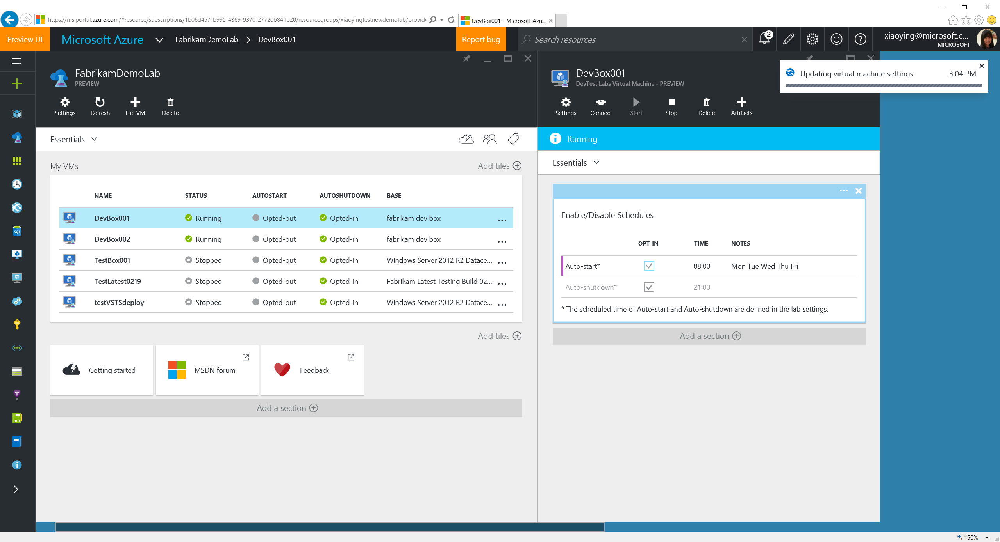 https://ms.portal.azure.com/#resource/subscriptions/1b06d457-b995-4369-9370-27720b841b20/resourcegroups/xiaoyingtestnewdemolab/provide
DevBox001 - Microsoft Azu...
Preview UI
Microsoft Azure
FabrikamDemoLab
DevBox001
Report bug
Search resources
2
xiaoying@microsoft.c...
MICROSOFT
FabrikamDemoLab
PREVIEW
Settings
Refresh
Lab VM
Delete
Essentials
My VMs
Add tiles
NAME STATUS AUTOSTART AUTOSHUTDOWN BASE
DevBox001 Running Opted-out Opted-in fabrikam dev box ...
DevBox002 Running Opted-out Opted-in fabrikam dev box ...
TestBox001 Stopped Opted-out Opted-in Windows Server 2012 R2 Datace... ...
TestLatest0219 Stopped Opted-out Opted-in Fabrikam Latest Testing Build 02... ...
testVSTSdeploy Stopped Opted-out Opted-in Windows Server 2012 R2 Datace... ...
Add tiles
Getting started
MSDN forum
Feedback
Add a section
DevBox001
DevTest Labs Virtual Machine - PREVIEW
Updating virtual machine settings 3:04 PM
Settings
Connect
Start
Stop
Delete
Artifacts
Running
Essentials
Enable/Disable Schedules
OPT-IN TIME NOTES
Auto-start* 08:00 Mon Tue Wed Thu Fri
Auto-shutdown* 21:00
* The scheduled time of Auto-start and Auto-shutdown are defined in the lab settings.
Add a section
SQL
150%